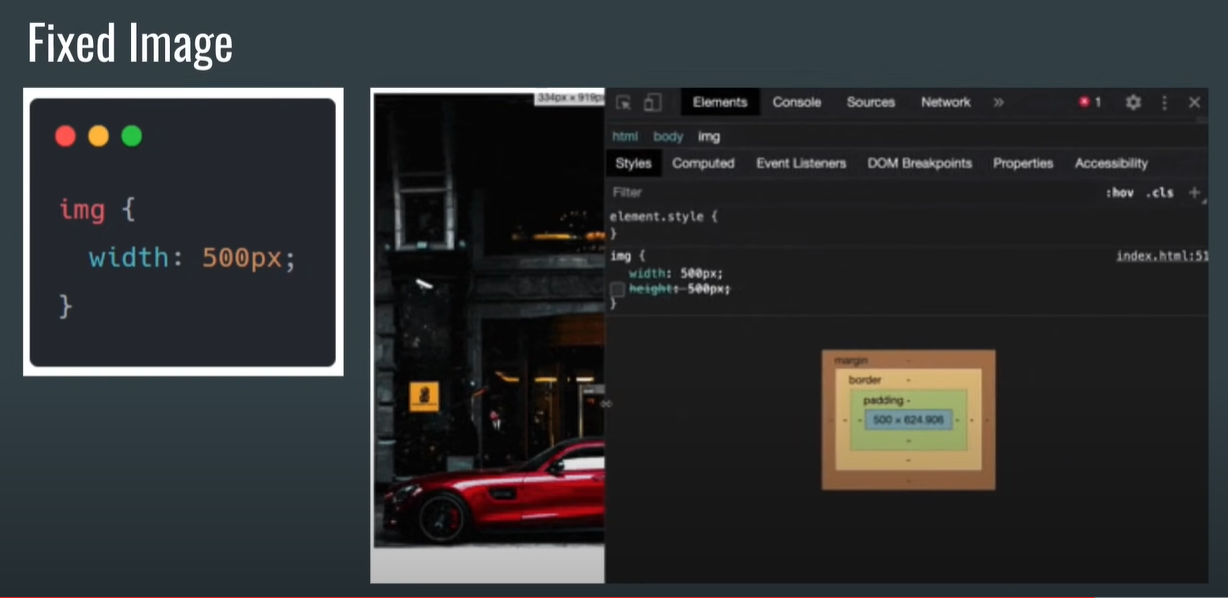 Fixed Image
img {
width: 500px;
}
334px × 919p
Elements Console Sources Network » 1
html body img
Styles Computed Event Listeners DOM Breakpoints Properties Accessibility
Filter :hov .cls +
element.style {
}
img { index.html:51
width: 500px;
height: 500px;
}
margin -
border -
padding -
- - - 500 × 624.906 - - -
-
-
-